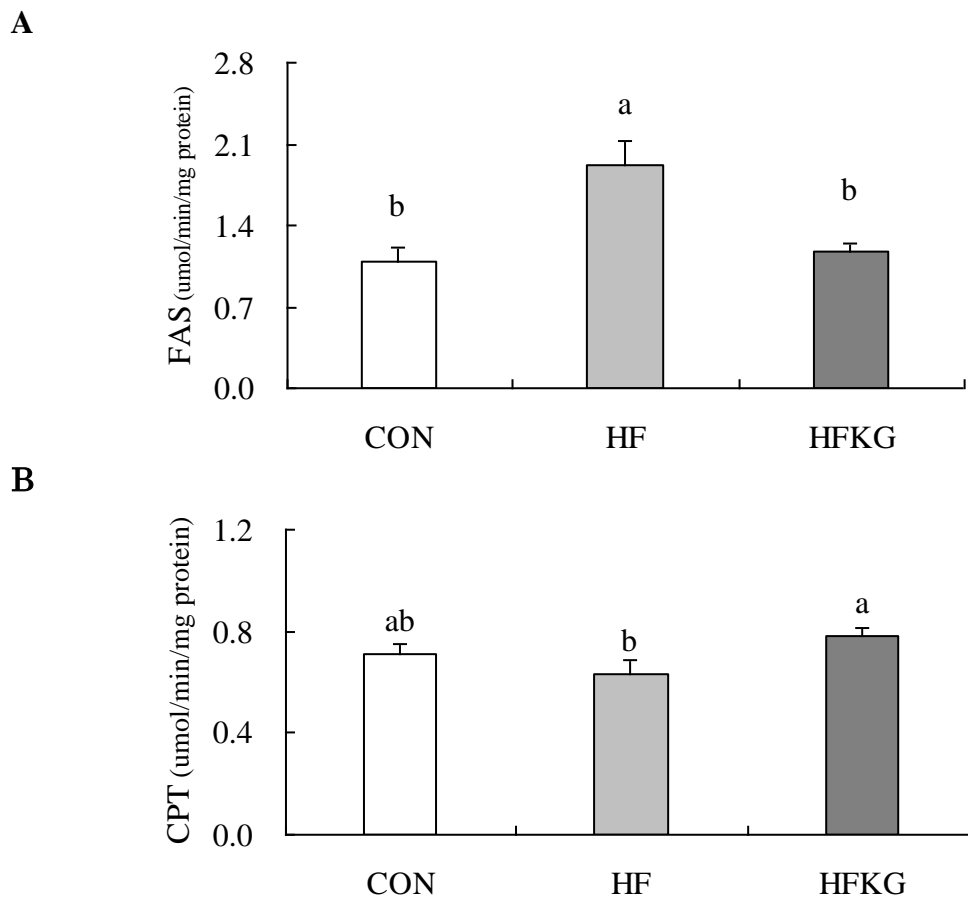 A
2.8
2.1
1.4
0.7
0.0
FAS (umol/min/mg protein)
b
a
b
CON HF HFKG
B
1.2
0.8
0.4
0.0
CPT (umol/min/mg protein)
ab
b
a
CON HF HFKG